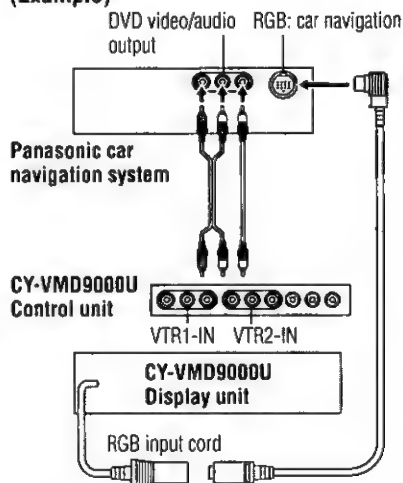 (Example)
DVD video/audio output
RGB: car navigation
Panasonic car
navigation system
CY-VMD9000U
Control unit
VTR1-IN VTR2-IN
CY-VMD9000U
Display unit
RGB input cord